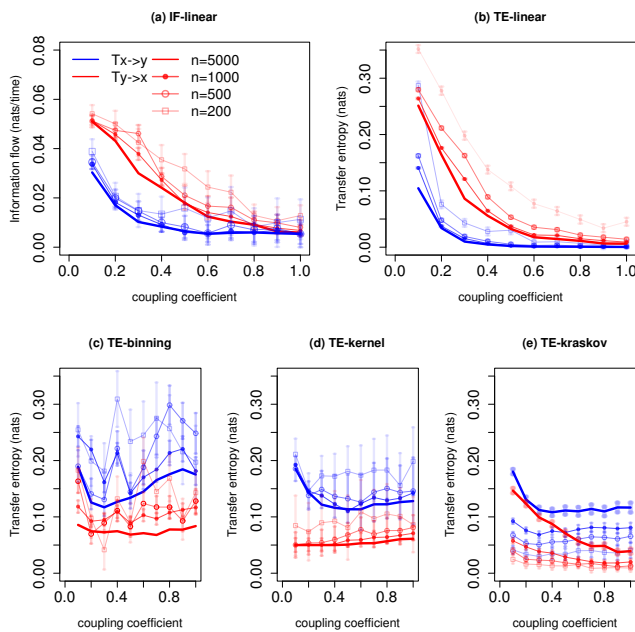 (a) IF-linear
(b) TE-linear
Information flow (nats/time)
0.08
0.06
0.04
0.02
0.00
Tx->y
Ty->x
n=5000
n=1000
n=500
n=200
0.0 0.2 0.4 0.6 0.8 1.0
coupling coefficient
Transfer entropy (nats)
0.30
0.20
0.10
0.00
0.0 0.2 0.4 0.6 0.8 1.0
coupling coefficient
(c) TE-binning
(d) TE-kernel
(e) TE-kraskov
Transfer entropy (nats)
0.30
0.20
0.10
0.00
0.0 0.4 0.8
coupling coefficient
Transfer entropy (nats)
0.30
0.20
0.10
0.00
0.0 0.4 0.8
coupling coefficient
Transfer entropy (nats)
0.30
0.20
0.10
0.00
0.0 0.4 0.8
coupling coefficient